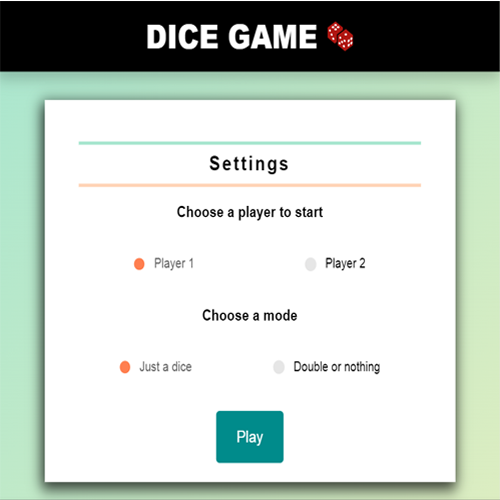 DICE GAME
Settings
Choose a player to start
Player 1 Player 2
Choose a mode
Just a dice Double or nothing
Play